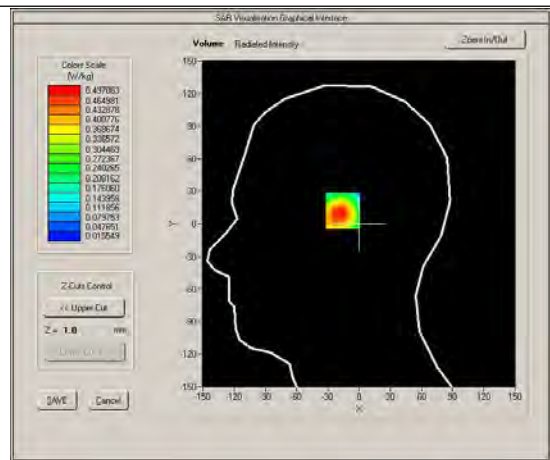 SAR Visualisation Graphical Interface
Volume Radiated Intensity
Zoom In/Out
Colors Scale
(W/kg)
0.497083
0.464981
0.432878
0.400776
0.368674
0.336572
0.304469
0.272367
0.240265
0.208162
0.176060
0.143958
0.111856
0.079753
0.047651
0.015549
150
120
90
60
30
Y 0
-30
-60
-90
-120
-150
-150 -120 -90 -60 -30 0 30 60 90 120 150
X
Z-Cuts Control
<< Upper Cut
Z = 1.0 mm
SAVE Cancel